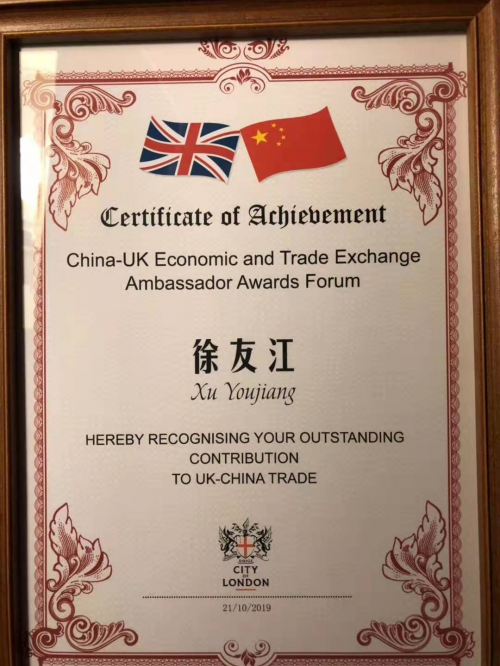 Certificate of Achievement
China-UK Economic and Trade Exchange
Ambassador Awards Forum
徐友江
Xu Youjiang
HEREBY RECOGNISING YOUR OUTSTANDING
CONTRIBUTION
TO UK-CHINA TRADE
CITY
LONDON
21/10/2019